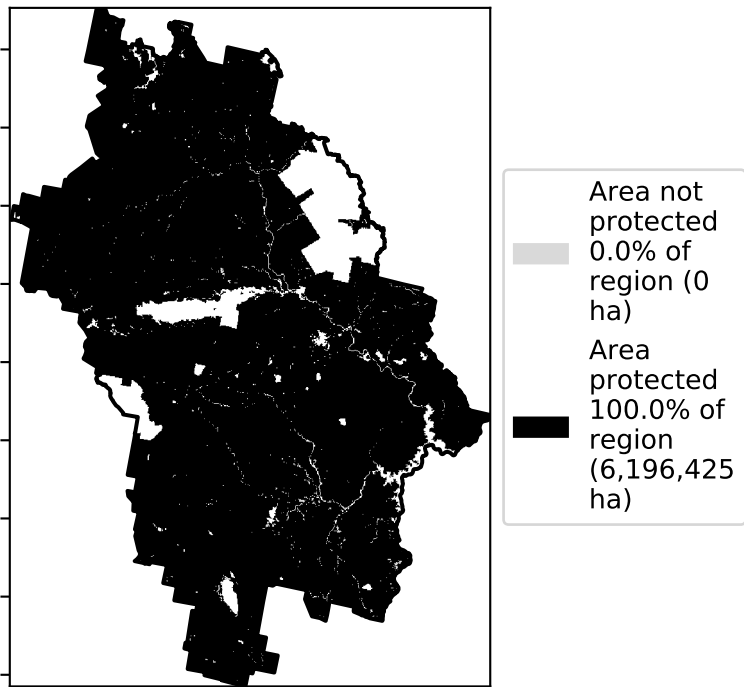 Area not
protected
0.0% of
region (0
ha)
Area
protected
100.0% of
region
(6,196,425
ha)